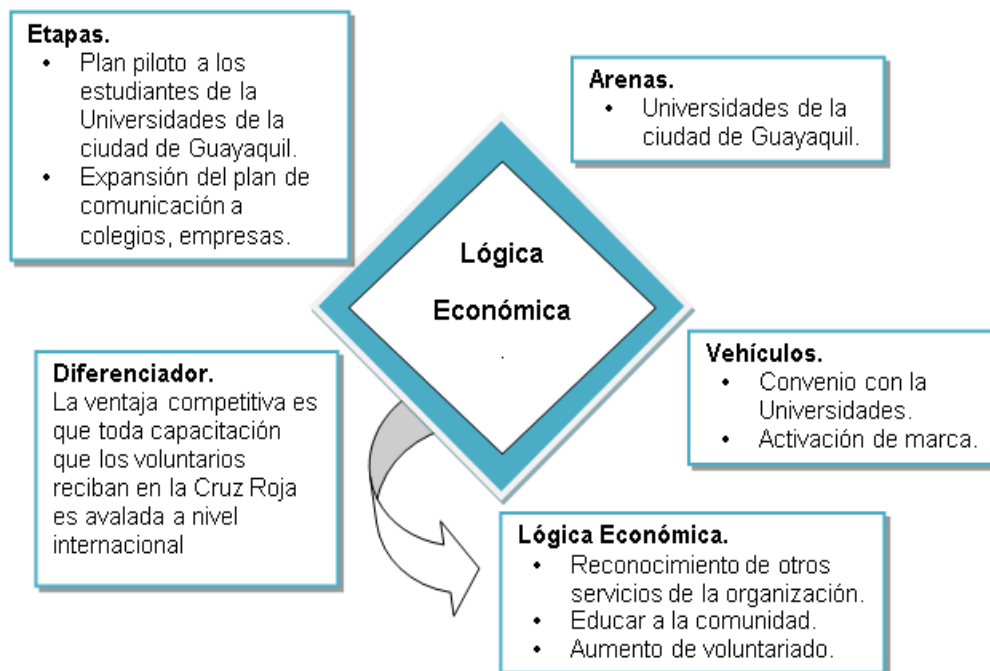 Etapas.
• Plan piloto a los
estudiantes de la
Universidades de la
ciudad de Guayaquil.
• Expansión del plan de
comunicación a
colegios, empresas.
Arenas.
• Universidades de la
ciudad de Guayaquil.
Lógica
Económica
.
Diferenciador.
La ventaja competitiva es
que toda capacitación
que los voluntarios
reciban en la Cruz Roja
es avalada a nivel
internacional
Vehículos.
• Convenio con la
Universidades.
• Activación de marca.
Lógica Económica.
• Reconocimiento de otros
servicios de la organización.
• Educar a la comunidad.
• Aumento de voluntariado.